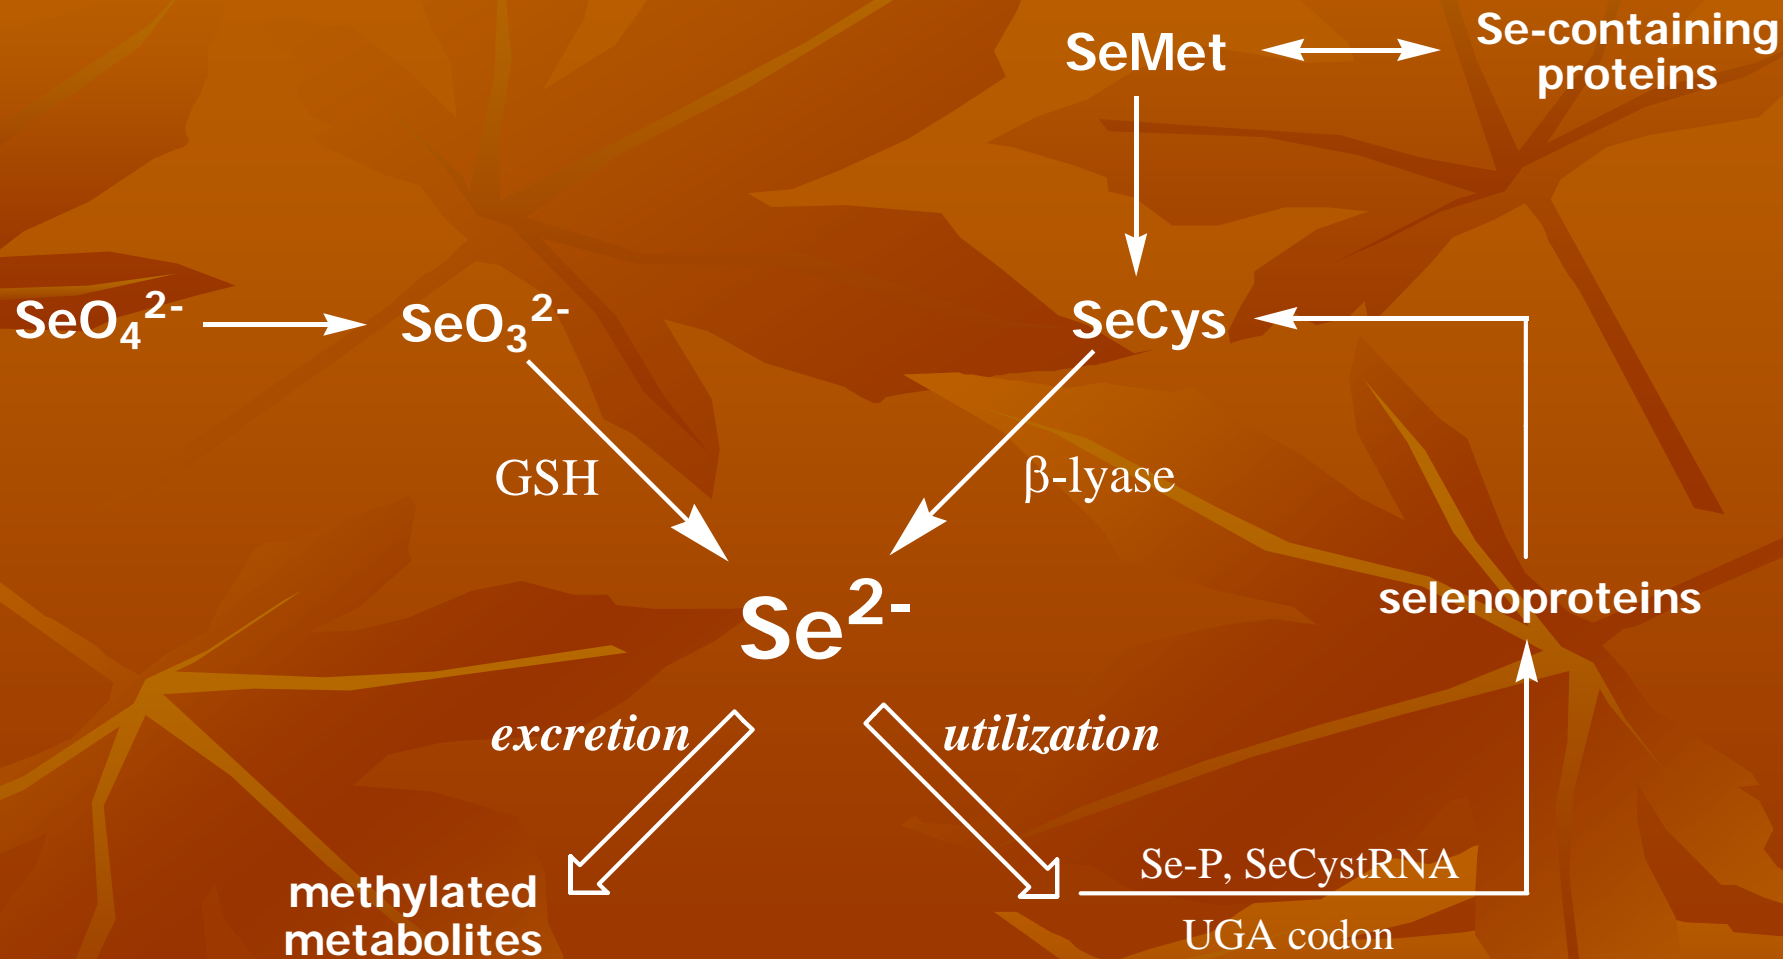 SeMet
Se-containing
proteins
SeO₄²⁻
SeO₃²⁻
SeCys
GSH
β-lyase
Se²⁻
selenoproteins
excretion
utilization
methylated
metabolites
Se-P, SeCystRNA
UGA codon